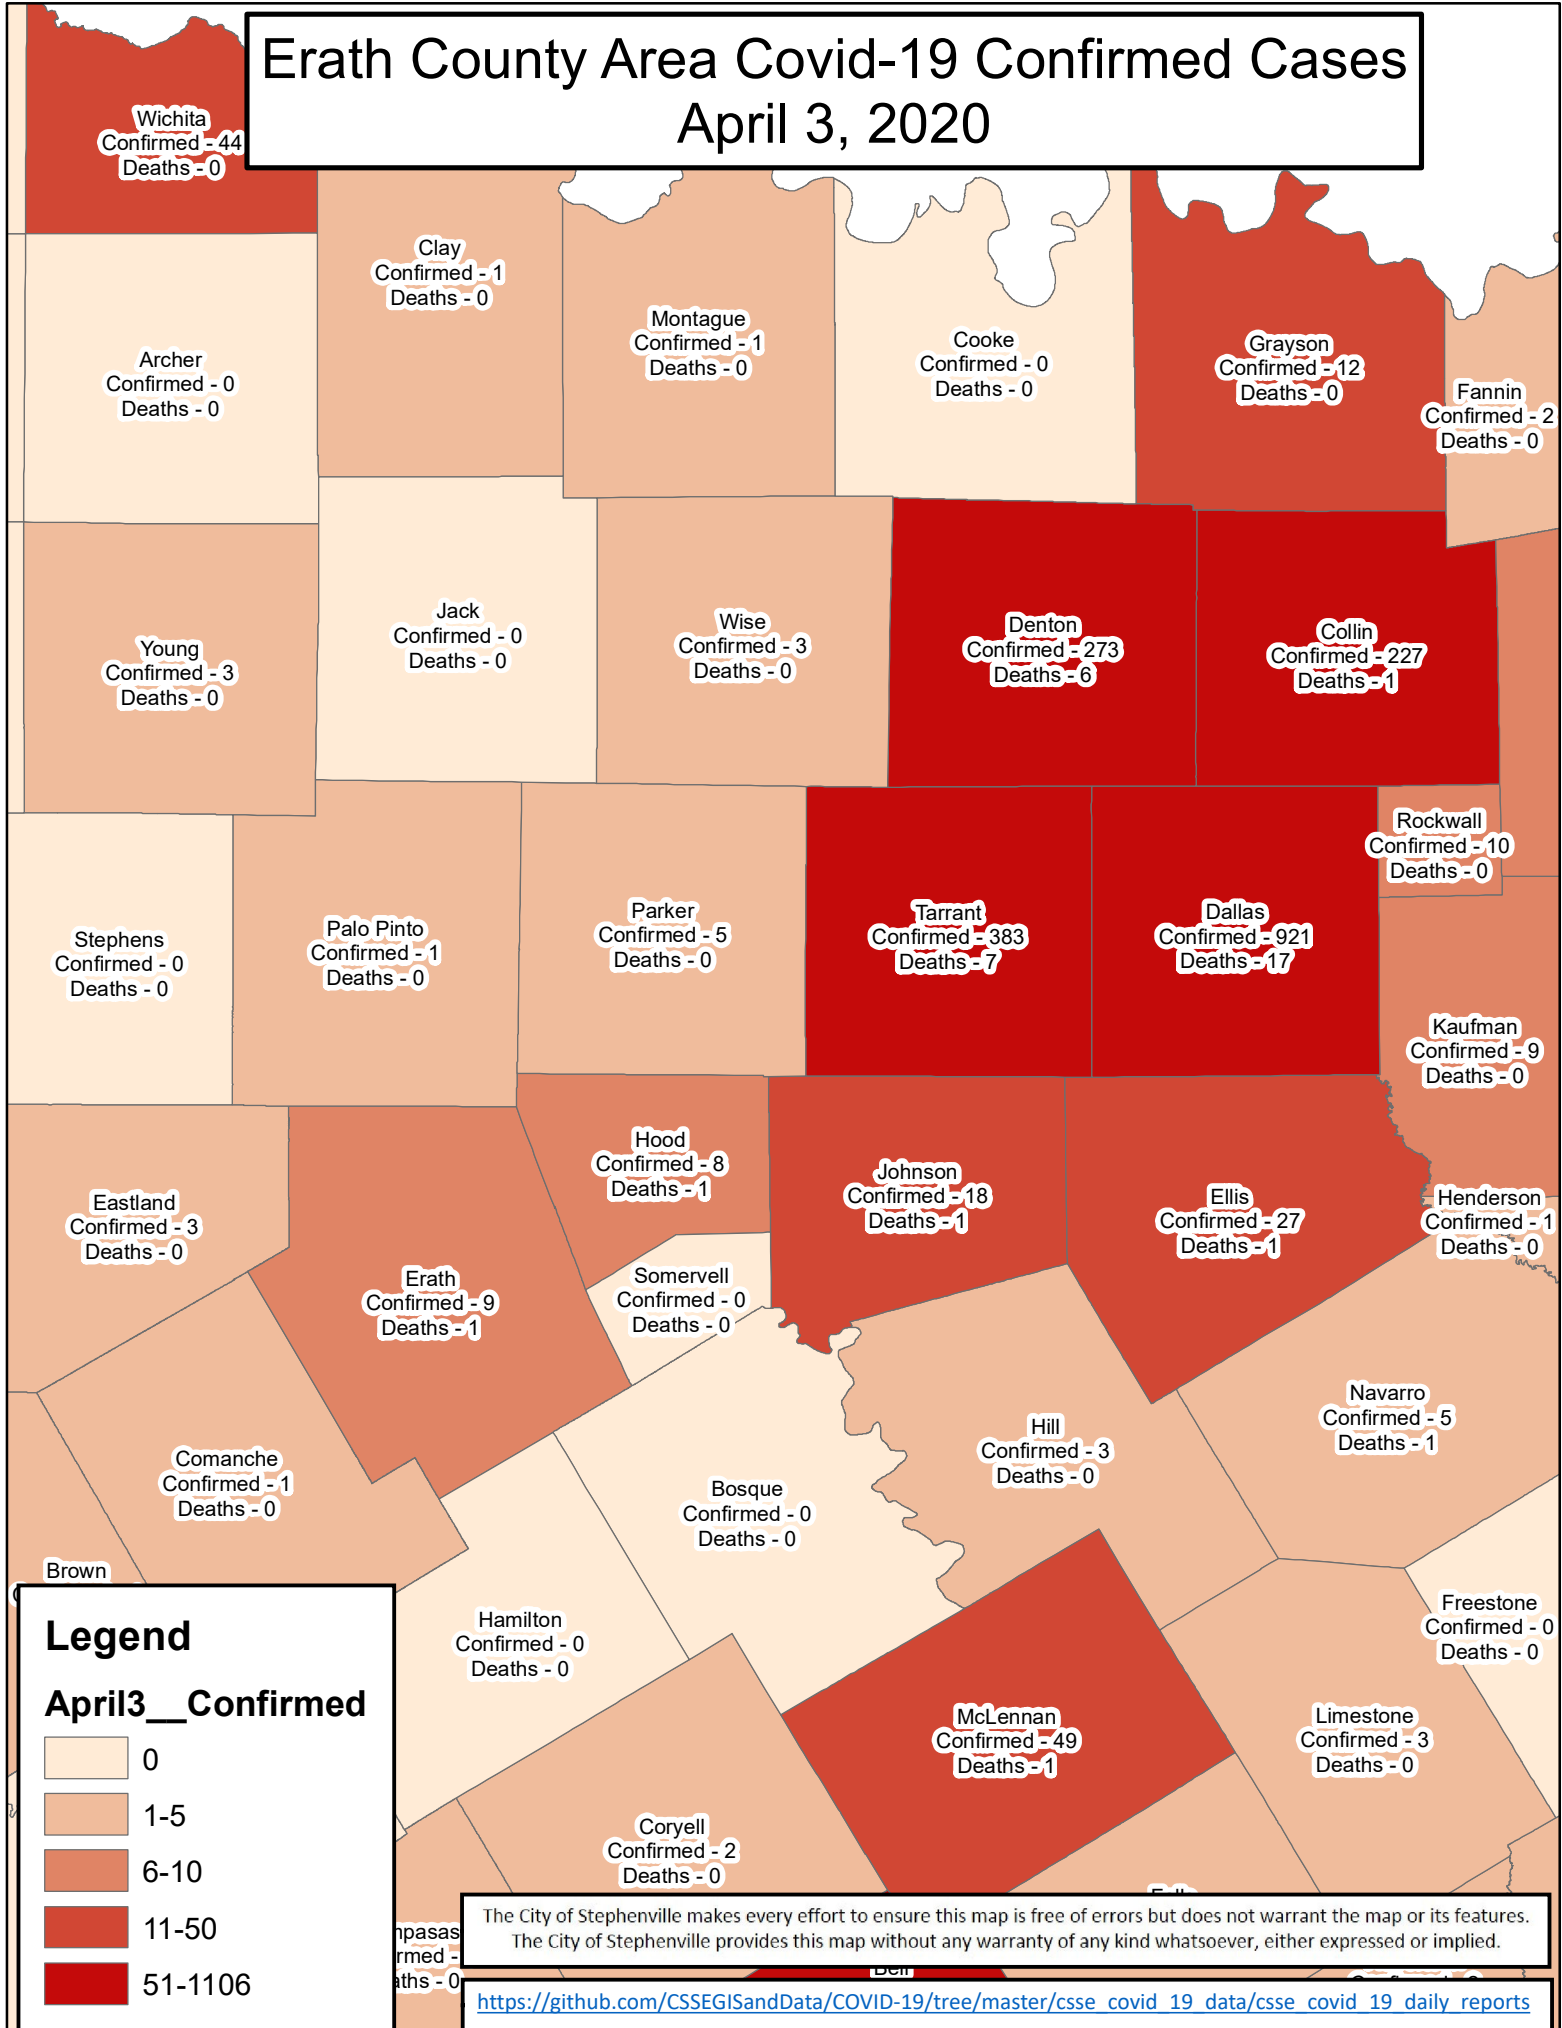 Erath County Area Covid-19 Confirmed Cases
April 3, 2020
Wichita
Confirmed - 44
Deaths - 0
Clay
Confirmed - 1
Deaths - 0
Montague
Confirmed - 1
Deaths - 0
Cooke
Confirmed - 0
Deaths - 0
Grayson
Confirmed - 12
Deaths - 0
Archer
Confirmed - 0
Deaths - 0
Fannin
Confirmed - 2
Deaths - 0
Young
Confirmed - 3
Deaths - 0
Jack
Confirmed - 0
Deaths - 0
Wise
Confirmed - 3
Deaths - 0
Denton
Confirmed - 273
Deaths - 6
Collin
Confirmed - 227
Deaths - 1
Rockwall
Confirmed - 10
Deaths - 0
Stephens
Confirmed - 0
Deaths - 0
Palo Pinto
Confirmed - 1
Deaths - 0
Parker
Confirmed - 5
Deaths - 0
Tarrant
Confirmed - 383
Deaths - 7
Dallas
Confirmed - 921
Deaths - 17
Kaufman
Confirmed - 9
Deaths - 0
Eastland
Confirmed - 3
Deaths - 0
Erath
Confirmed - 9
Deaths - 1
Hood
Confirmed - 8
Deaths - 1
Somervell
Confirmed - 0
Deaths - 0
Johnson
Confirmed - 18
Deaths - 1
Ellis
Confirmed - 27
Deaths - 1
Henderson
Confirmed - 1
Deaths - 0
Comanche
Confirmed - 1
Deaths - 0
Bosque
Confirmed - 0
Deaths - 0
Hill
Confirmed - 3
Deaths - 0
Navarro
Confirmed - 5
Deaths - 1
Brown
Hamilton
Confirmed - 0
Deaths - 0
Freestone
Confirmed - 0
Deaths - 0
McLennan
Confirmed - 49
Deaths - 1
Limestone
Confirmed - 3
Deaths - 0
Coryell
Confirmed - 2
Deaths - 0
mpasas
rmed -
aths - 0
Bell
Legend
April3__Confirmed
0
1-5
6-10
11-50
51-1106
The City of Stephenville makes every effort to ensure this map is free of errors but does not warrant the map or its features.
The City of Stephenville provides this map without any warranty of any kind whatsoever, either expressed or implied.
https://github.com/CSSEGISandData/COVID-19/tree/master/csse_covid_19_data/csse_covid_19_daily_reports